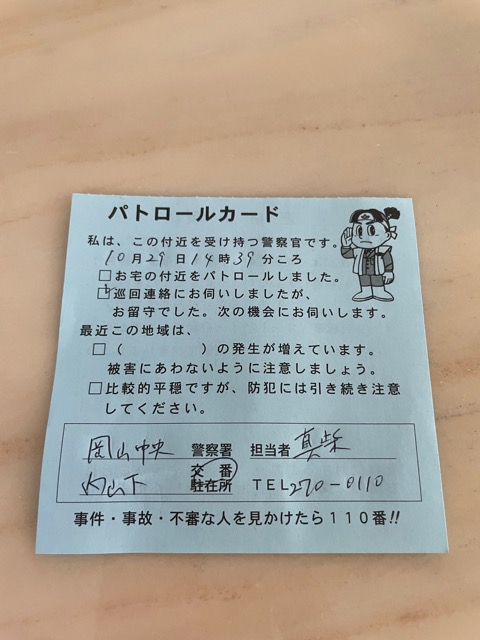 パトロールカード
私は、この付近を受け持つ警察官です。
10月29日14時39分ころ
□お宅の付近をパトロールしました。
☑巡回連絡にお伺いしましたが、
お留守でした。次の機会にお伺いします。
最近この地域は、
□（　　　　　）の発生が増えています。
被害にあわないように注意しましょう。
□比較的平穏ですが、防犯には引き続き注意
してください。
岡山中央 警察署 担当者 真柴
内山下 交番 駐在所 TEL270-0110
事件・事故・不審な人を見かけたら110番!!